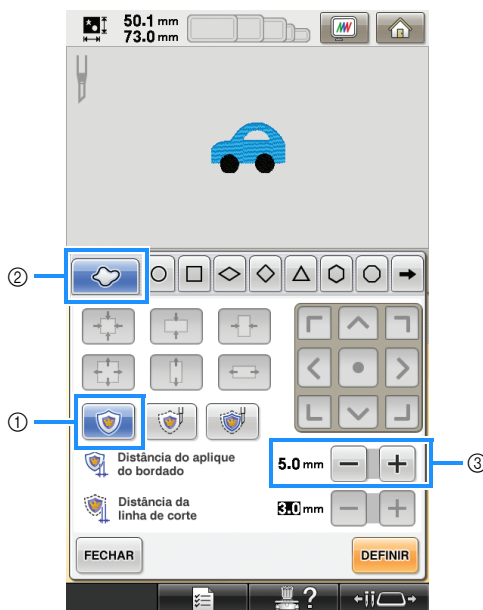 50.1 mm
73.0 mm
②
①
Distância do aplique
do bordado
5.0 mm
③
Distância da
linha de corte
3.0 mm
FECHAR
DEFINIR
?